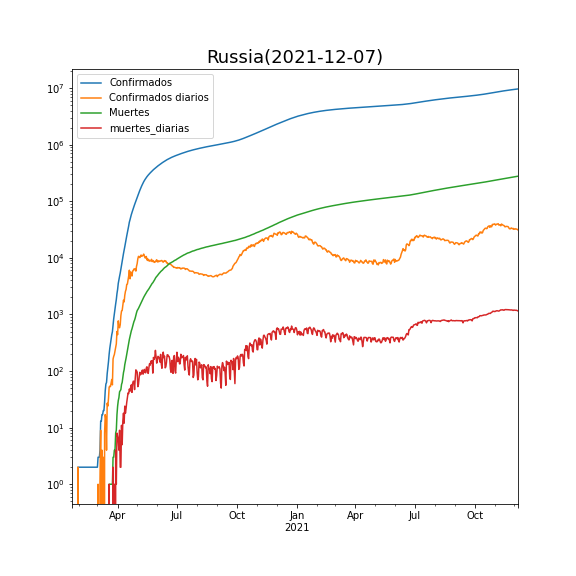 Russia(2021-12-07)
Confirmados
Confirmados diarios
Muertes
muertes_diarias
10⁷
10⁶
10⁵
10⁴
10³
10²
10¹
10⁰
Apr Jul Oct Jan Apr Jul Oct
2021